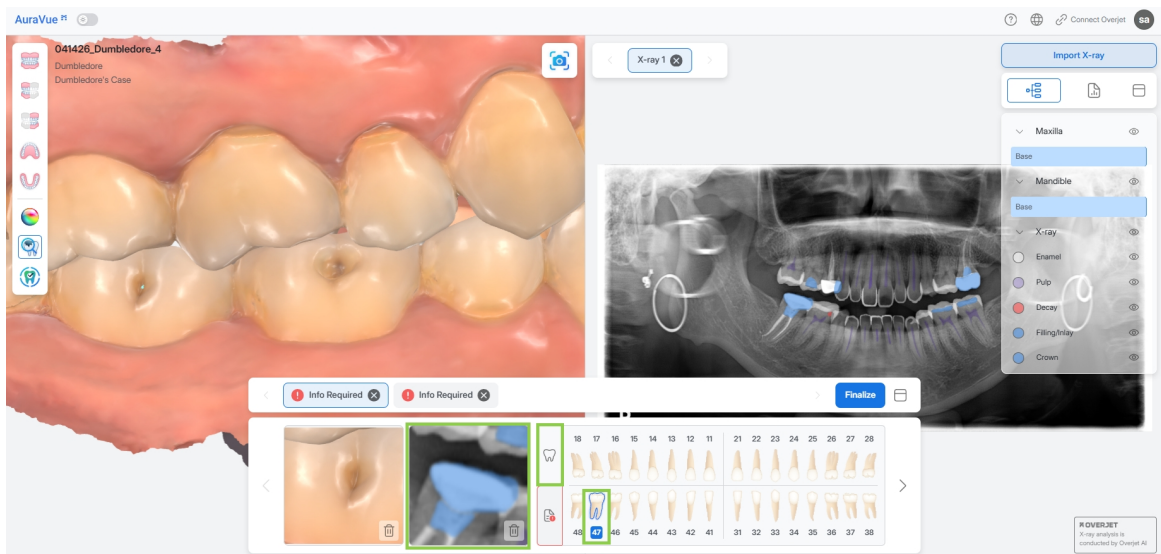 AuraVue
Connect Overjet
sa
041426_Dumbledore_4
Dumbledore
Dumbledore's Case
X-ray 1
Import X-ray
Maxilla
Base
Mandible
Base
X-ray
Enamel
Pulp
Decay
Filling/Inlay
Crown
Info Required
Info Required
Finalize
18 17 16 15 14 13 12 11 21 22 23 24 25 26 27 28
48 47 46 45 44 43 42 41 31 32 33 34 35 36 37 38
OVERJET
X-ray analysis is
conducted by Overjet AI